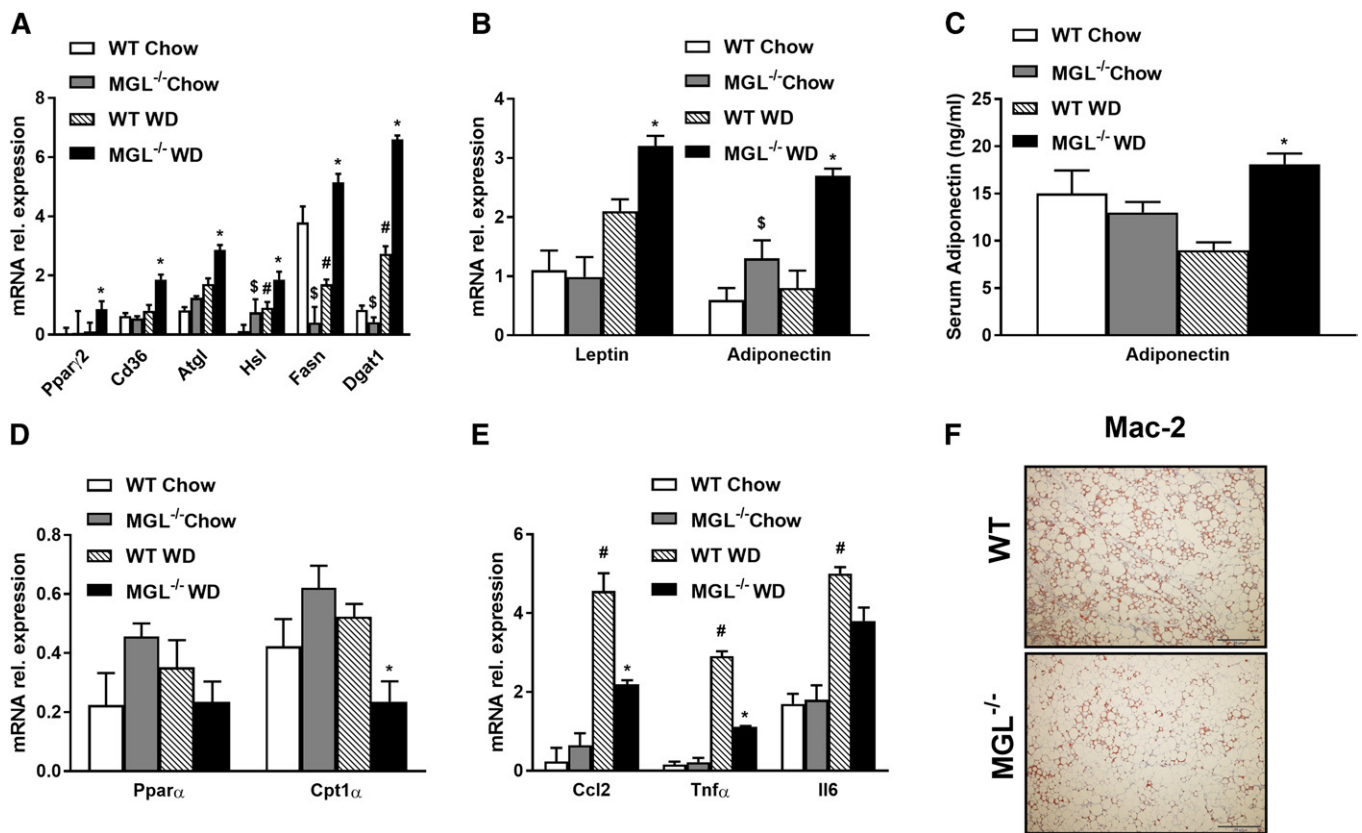 A
WT Chow
MGL-/-Chow
WT WD
MGL-/- WD
mRNA rel. expression
8
6
4
2
0
* * * $ # * $ # * $ # *
Pparγ2 Cd36 Atgl Hsl Fasn Dgat1
B
WT Chow
MGL-/-Chow
WT WD
MGL-/- WD
mRNA rel. expression
4
3
2
1
0
* $ *
Leptin Adiponectin
C
WT Chow
MGL-/-Chow
WT WD
MGL-/- WD
Serum Adiponectin (ng/ml)
25
20
15
10
5
0
*
Adiponectin
D
WT Chow
MGL-/-Chow
WT WD
MGL-/- WD
mRNA rel. expression
0.8
0.6
0.4
0.2
0.0
*
Pparα Cpt1α
E
WT Chow
MGL-/-Chow
WT WD
MGL-/- WD
mRNA rel. expression
6
4
2
0
# * # * #
Ccl2 Tnfα Il6
F
Mac-2
WT
MGL-/-